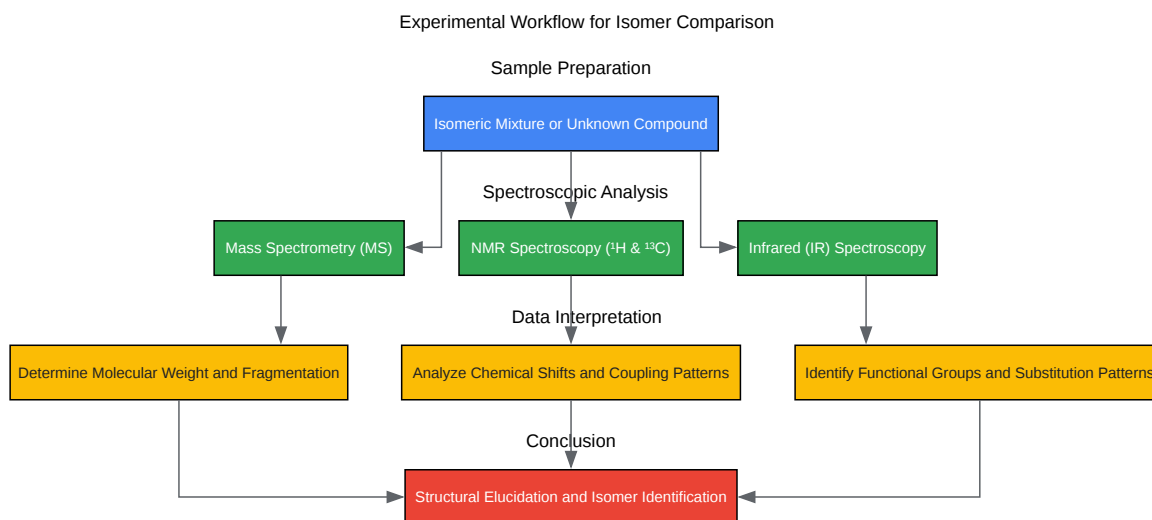 Experimental Workflow for Isomer Comparison
Sample Preparation
Isomeric Mixture or Unknown Compound
Spectroscopic Analysis
Mass Spectrometry (MS)
NMR Spectroscopy (¹H & ¹³C)
Infrared (IR) Spectroscopy
Data Interpretation
Determine Molecular Weight and Fragmentation
Analyze Chemical Shifts and Coupling Patterns
Identify Functional Groups and Substitution Patterns
Conclusion
Structural Elucidation and Isomer Identification